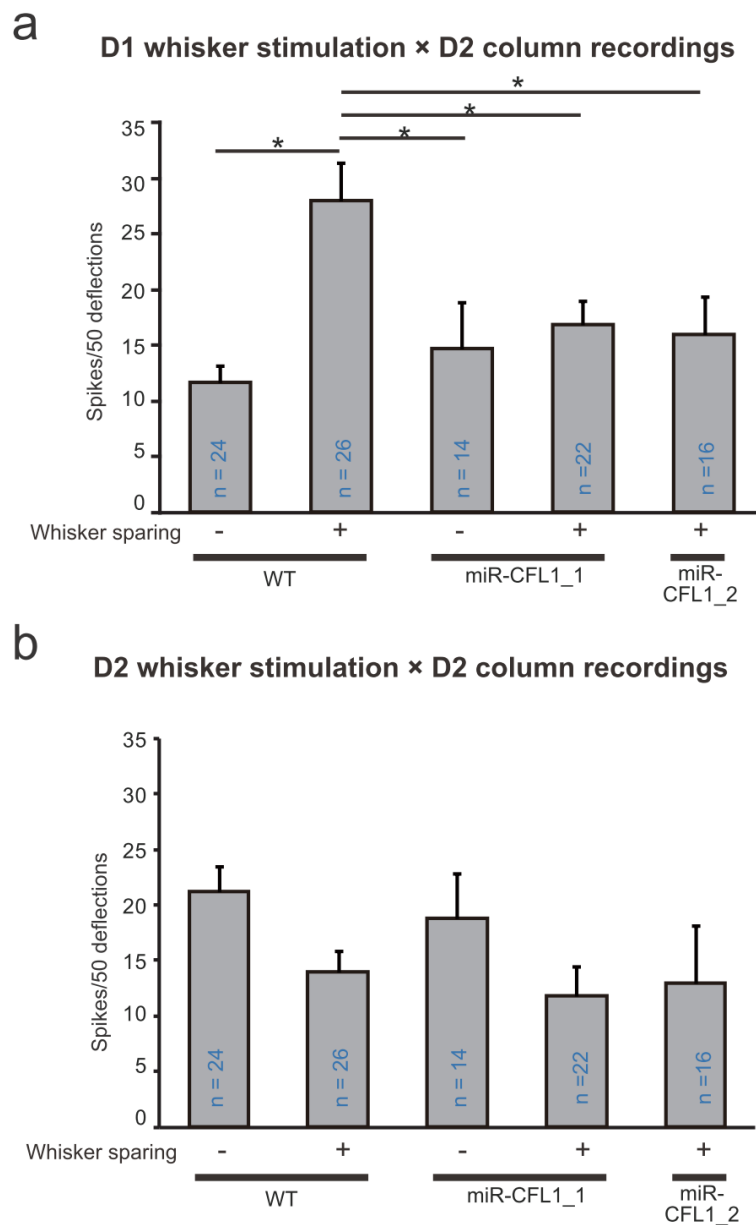 a
D1 whisker stimulation × D2 column recordings
* * * *
35
30
25
20
15
10
5
0
Spikes/50 deflections
n = 24
n = 26
n = 14
n =22
n =16
Whisker sparing - + - + +
WT
miR-CFL1_1
miR-
CFL1_2
b
D2 whisker stimulation × D2 column recordings
35
30
25
20
15
10
5
0
Spikes/50 deflections
n = 24
n = 26
n = 14
n =22
n =16
Whisker sparing - + - + +
WT
miR-CFL1_1
miR-
CFL1_2